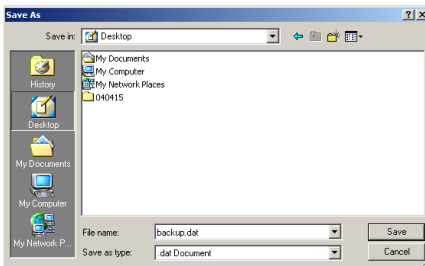 Save As
Save in: Desktop
My Documents
My Computer
My Network Places
040415
History
Desktop
My Documents
My Computer
My Network P...
File name: backup.dat Save
Save as type: .dat Document Cancel